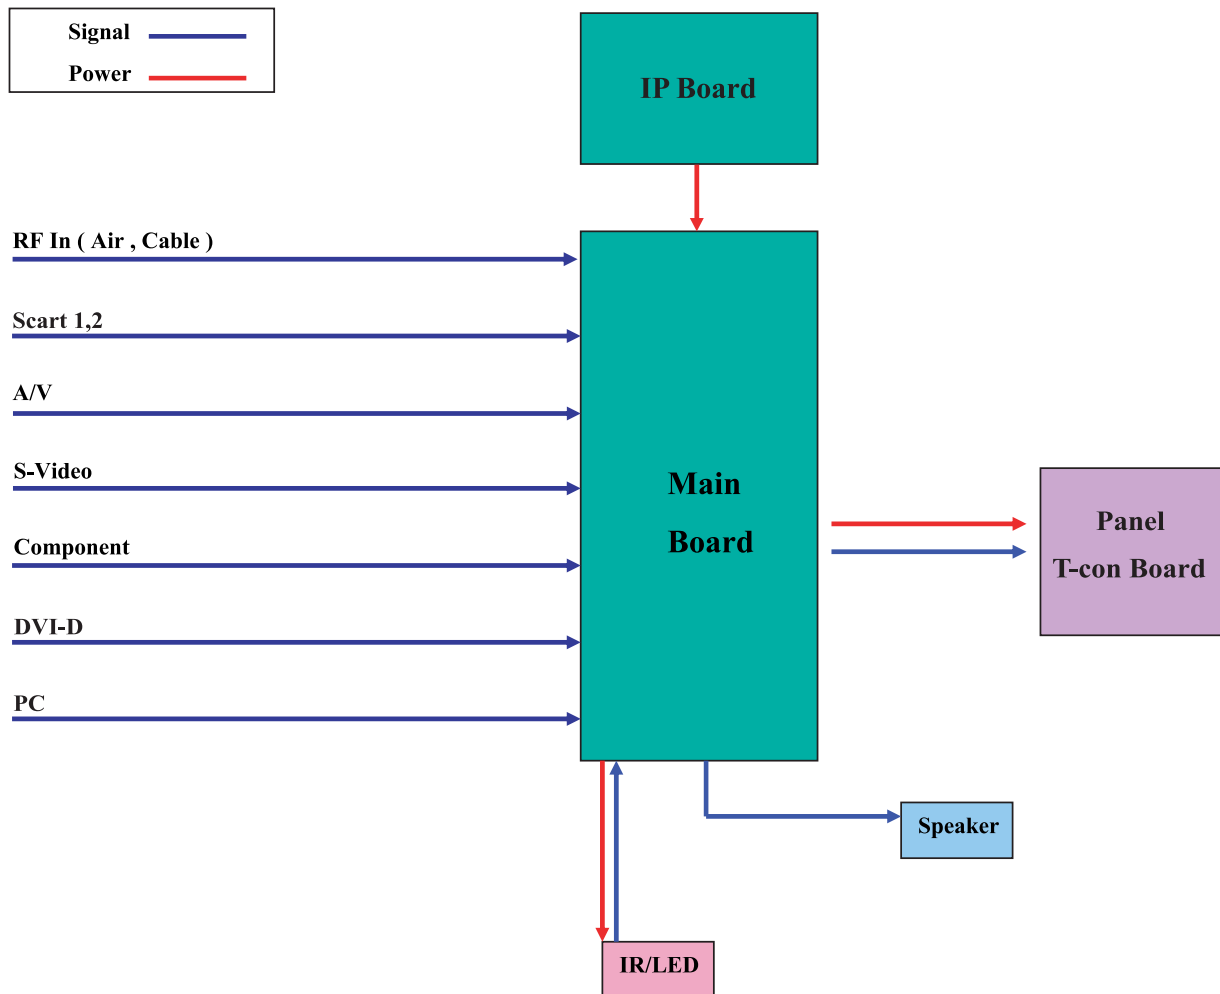 Signal
Power
IP Board
RF In ( Air , Cable )
Scart 1,2
A/V
S-Video
Component
DVI-D
PC
Main
Board
Panel
T-con Board
Speaker
IR/LED